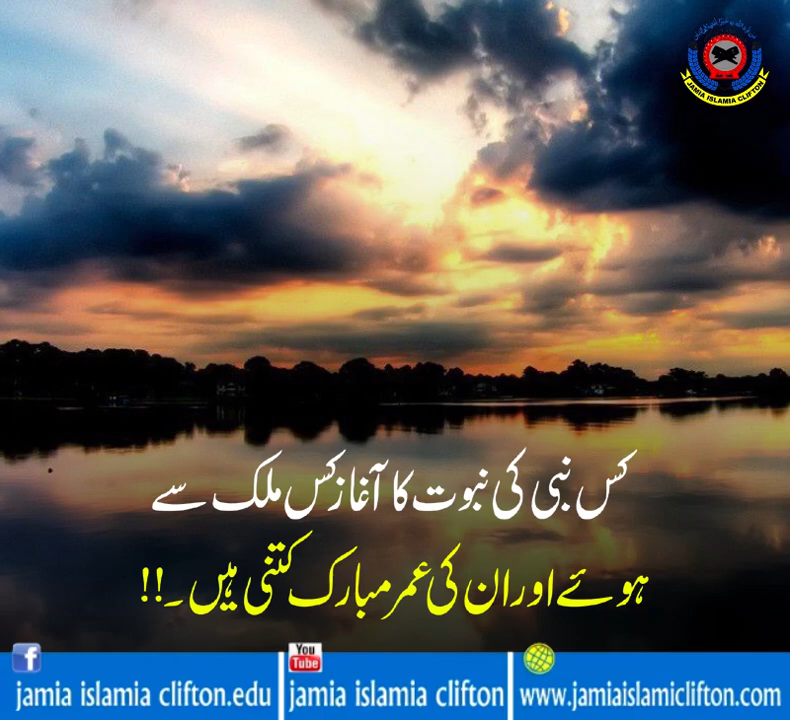 JAMIA ISLAMIA CLIFTON
کس نبی کی نبوت کا آغاز کس ملک سے
ہوئے اور ان کی عمر مبارک کتنی ہیں۔!!
jamia islamia clifton.edu
You Tube
jamia islamia clifton
www.jamiaislamiclifton.com